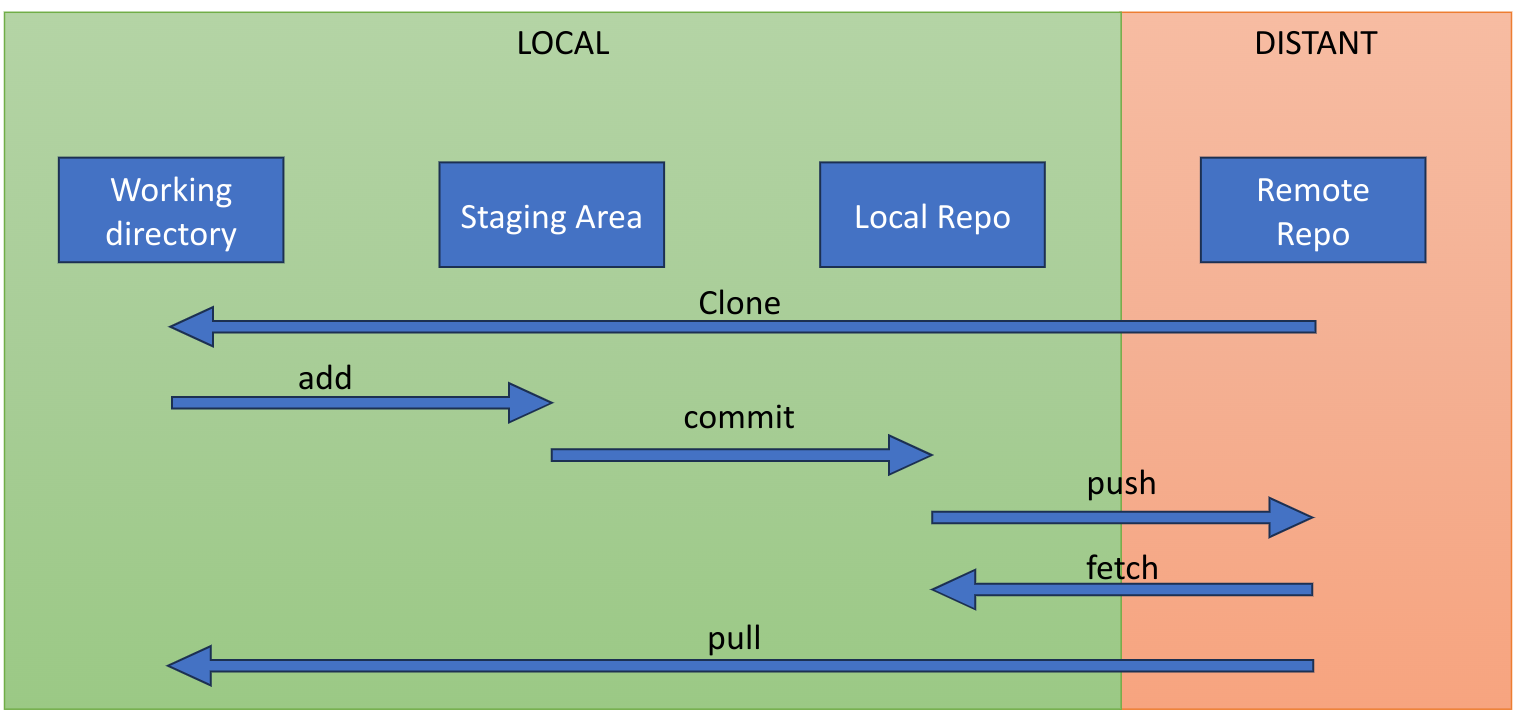 LOCAL
DISTANT
Working
directory
Staging Area
Local Repo
Remote
Repo
Clone
add
commit
push
fetch
pull